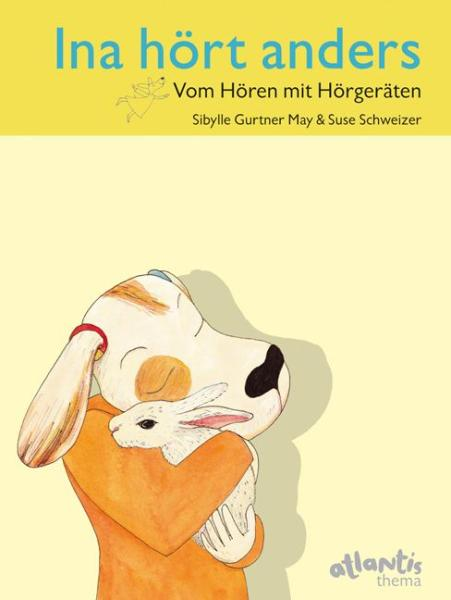 Ina hört anders
Vom Hören mit Hörgeräten
Sibylle Gurtner May & Suse Schweizer
atlantis
thema